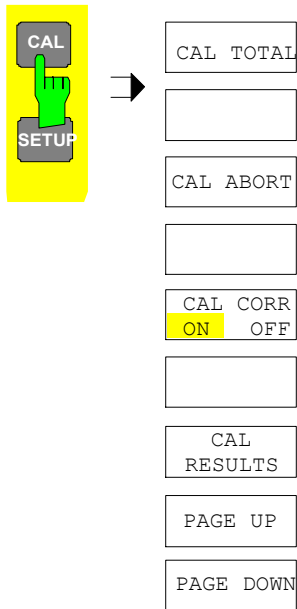 CAL
SETUP
CAL TOTAL
CAL ABORT
CAL CORR
ON OFF
CAL
RESULTS
PAGE UP
PAGE DOWN